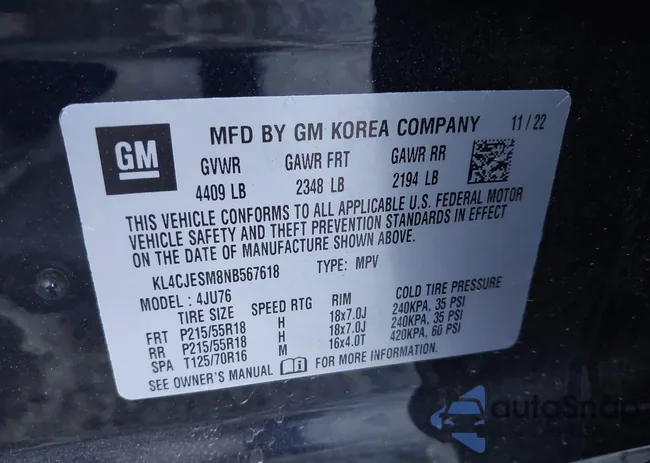 GM
MFD BY GM KOREA COMPANY 11/22
GVWR GAWR FRT GAWR RR
4409 LB 2348 LB 2194 LB
THIS VEHICLE CONFORMS TO ALL APPLICABLE U.S. FEDERAL MOTOR
VEHICLE SAFETY AND THEFT PREVENTION STANDARDS IN EFFECT
ON THE DATE OF MANUFACTURE SHOWN ABOVE.
KL4CJESM8NB567618 TYPE: MPV
MODEL: 4JU76
TIRE SIZE SPEED RTG RIM COLD TIRE PRESSURE
FRT P215/55R18 H 18x7.0J 240KPA, 35 PSI
RR P215/55R18 H 18x7.0J 240KPA, 35 PSI
SPA T125/70R16 M 16x4.0T 420KPA, 60 PSI
SEE OWNER'S MANUAL FOR MORE INFORMATION.
autoSnap